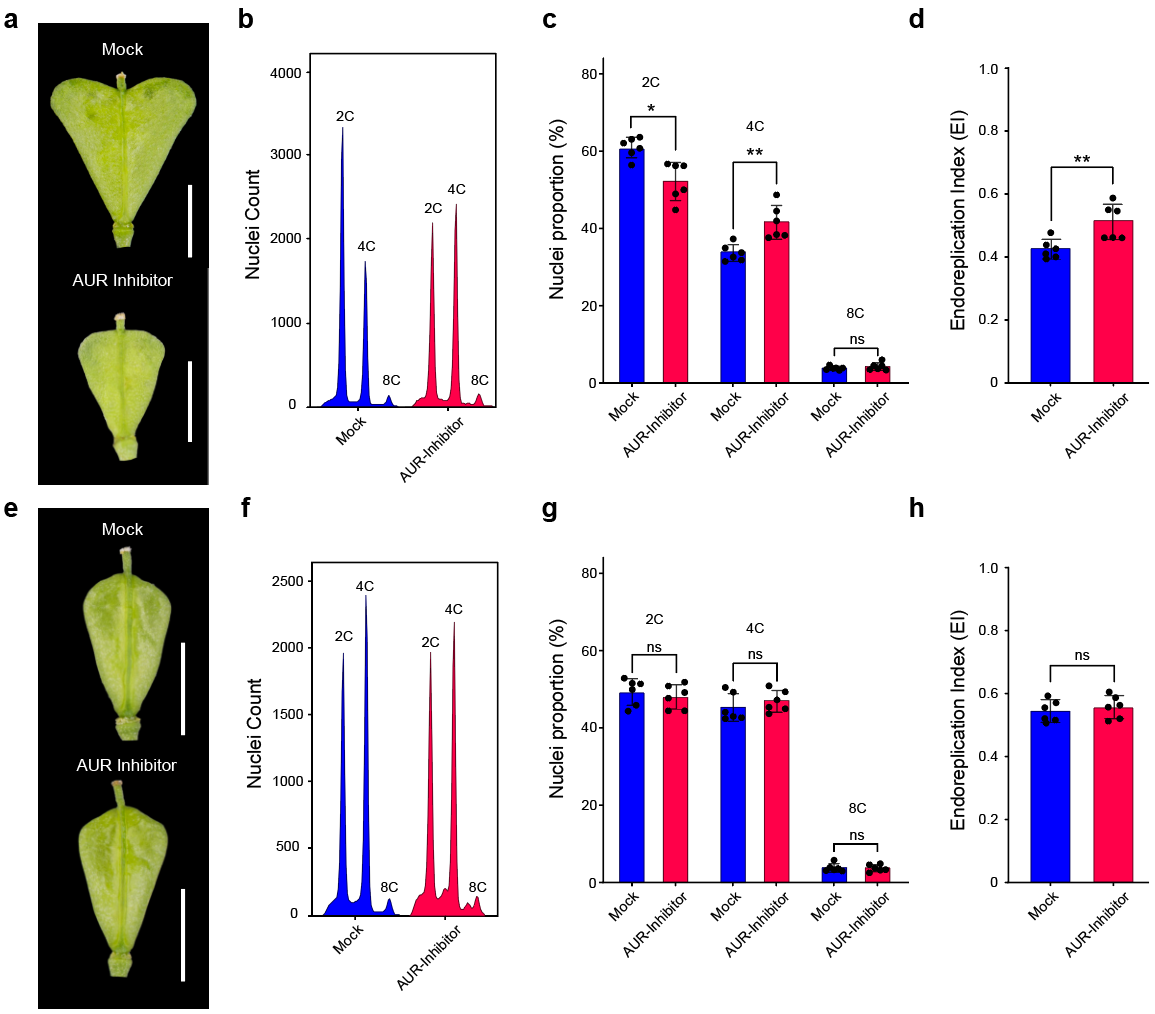 a
Mock
AUR Inhibitor
b
Nuclei Count
4000
3000
2000
1000
0
2C
4C
8C
2C
4C
8C
Mock
AUR-Inhibitor
c
Nuclei proportion (%)
80
60
40
20
0
2C
*
4C
**
8C
ns
Mock
AUR-Inhibitor
Mock
AUR-Inhibitor
Mock
AUR-Inhibitor
d
Endoreplication Index (EI)
1.0
0.8
0.6
0.4
0.2
0
**
Mock
AUR-Inhibitor
e
Mock
AUR Inhibitor
f
Nuclei Count
2500
2000
1500
1000
500
0
2C
4C
8C
2C
4C
8C
Mock
AUR-Inhibitor
g
Nuclei proportion (%)
80
60
40
20
0
2C
ns
4C
ns
8C
ns
Mock
AUR-Inhibitor
Mock
AUR-Inhibitor
Mock
AUR-Inhibitor
h
Endoreplication Index (EI)
1.0
0.8
0.6
0.4
0.2
0
ns
Mock
AUR-Inhibitor